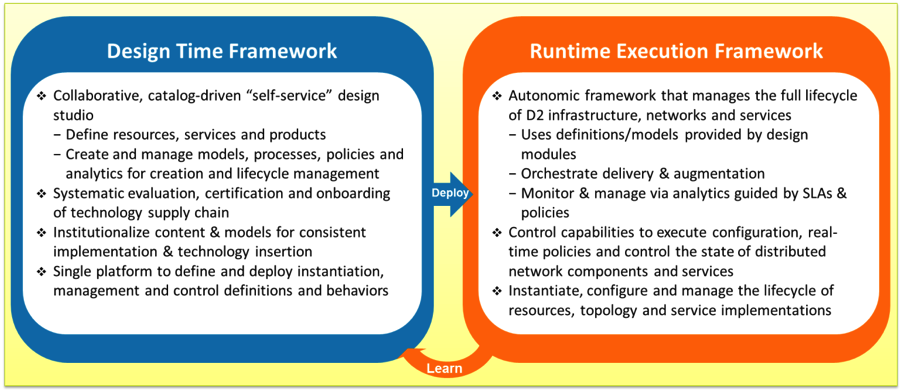 Design Time Framework
❖ Collaborative, catalog-driven “self-service” design
studio
– Define resources, services and products
– Create and manage models, processes, policies and
analytics for creation and lifecycle management
❖ Systematic evaluation, certification and onboarding
of technology supply chain
❖ Institutionalize content & models for consistent
implementation & technology insertion
❖ Single platform to define and deploy instantiation,
management and control definitions and behaviors
Deploy
Runtime Execution Framework
❖ Autonomic framework that manages the full lifecycle
of D2 infrastructure, networks and services
– Uses definitions/models provided by design
modules
– Orchestrate delivery & augmentation
– Monitor & manage via analytics guided by SLAs &
policies
❖ Control capabilities to execute configuration, real-
time policies and control the state of distributed
network components and services
❖ Instantiate, configure and manage the lifecycle of
resources, topology and service implementations
Learn